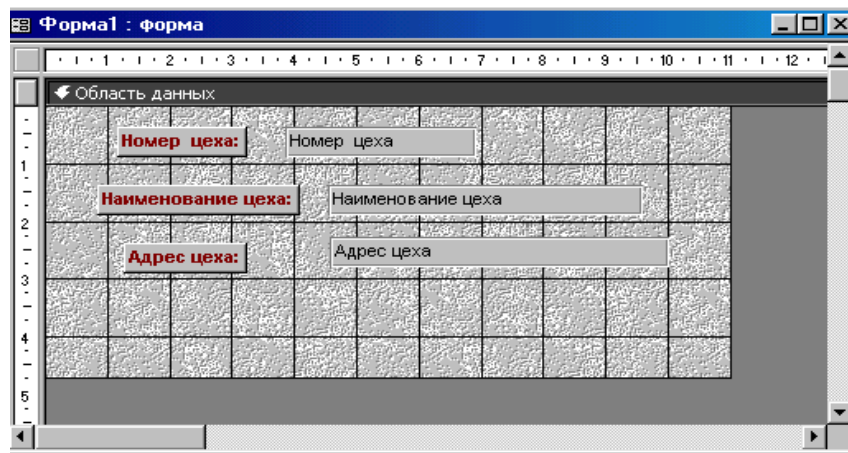 Форма1 : форма
1 2 3 4 5 6 7 8 9 10 11 12
Область данных
Номер цеха: Номер цеха
Наименование цеха: Наименование цеха
Адрес цеха: Адрес цеха
1
2
3
4
5